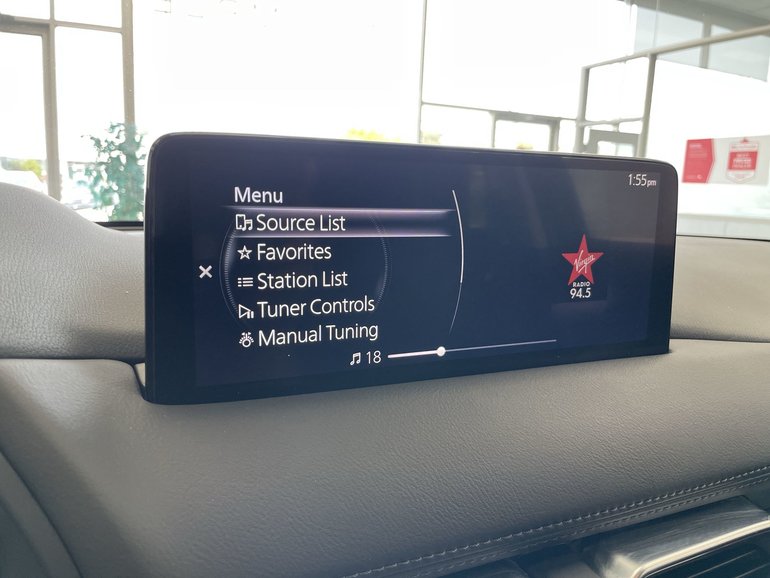 1:55pm
Menu
Source List
Favorites
Station List
Tuner Controls
Manual Tuning
18
Virgin
RADIO
94.5